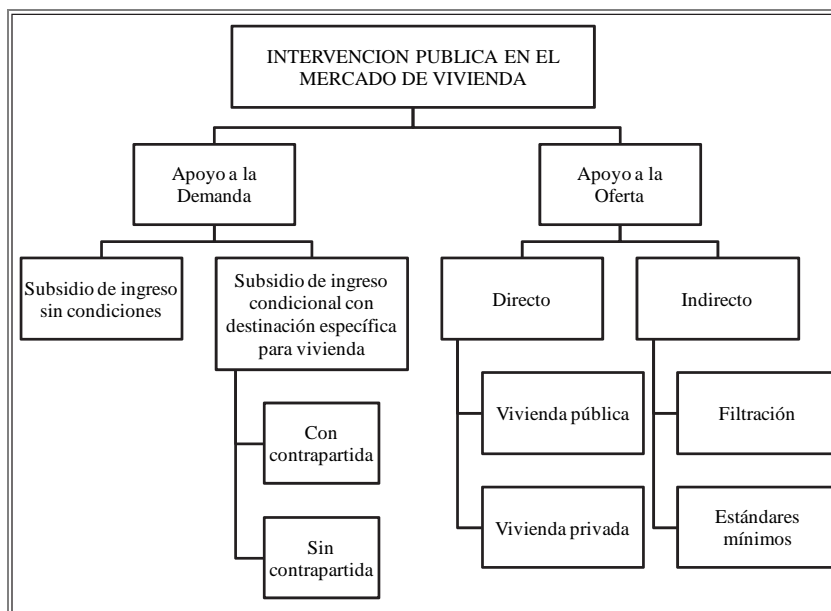 INTERVENCION PUBLICA EN EL
MERCADO DE VIVIENDA
Apoyo a la
Demanda
Apoyo a la
Oferta
Subsidio de ingreso
sin condiciones
Subsidio de ingreso
condicional con
destinación específica
para vivienda
Directo
Indirecto
Con
contrapartida
Sin
contrapartida
Vivienda pública
Vivienda privada
Filtración
Estándares
mínimos